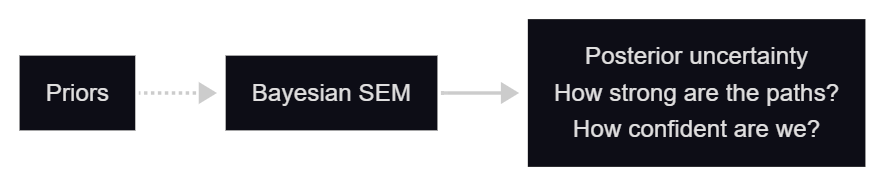 Priors
Bayesian SEM
Posterior uncertainty
How strong are the paths?
How confident are we?